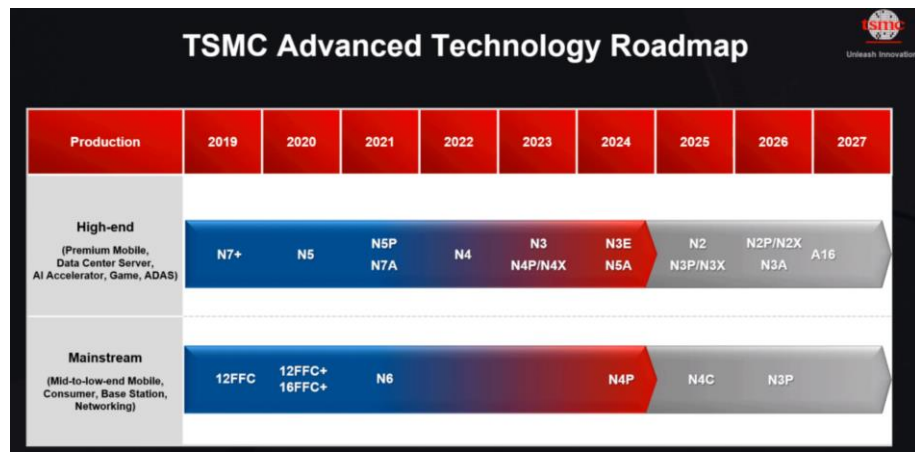 TSMC Advanced Technology Roadmap
tsmc
Unleash Innovation
Production 2019 2020 2021 2022 2023 2024 2025 2026 2027
High-end
(Premium Mobile,
Data Center Server,
AI Accelerator, Game, ADAS)
N7+ N5 N5P N7A N4 N3 N4P/N4X N3E N5A N2 N3P/N3X N2P/N2X N3A A16
Mainstream
(Mid-to-low-end Mobile,
Consumer, Base Station,
Networking)
12FFC 12FFC+ 16FFC+ N6 N4P N4C N3P